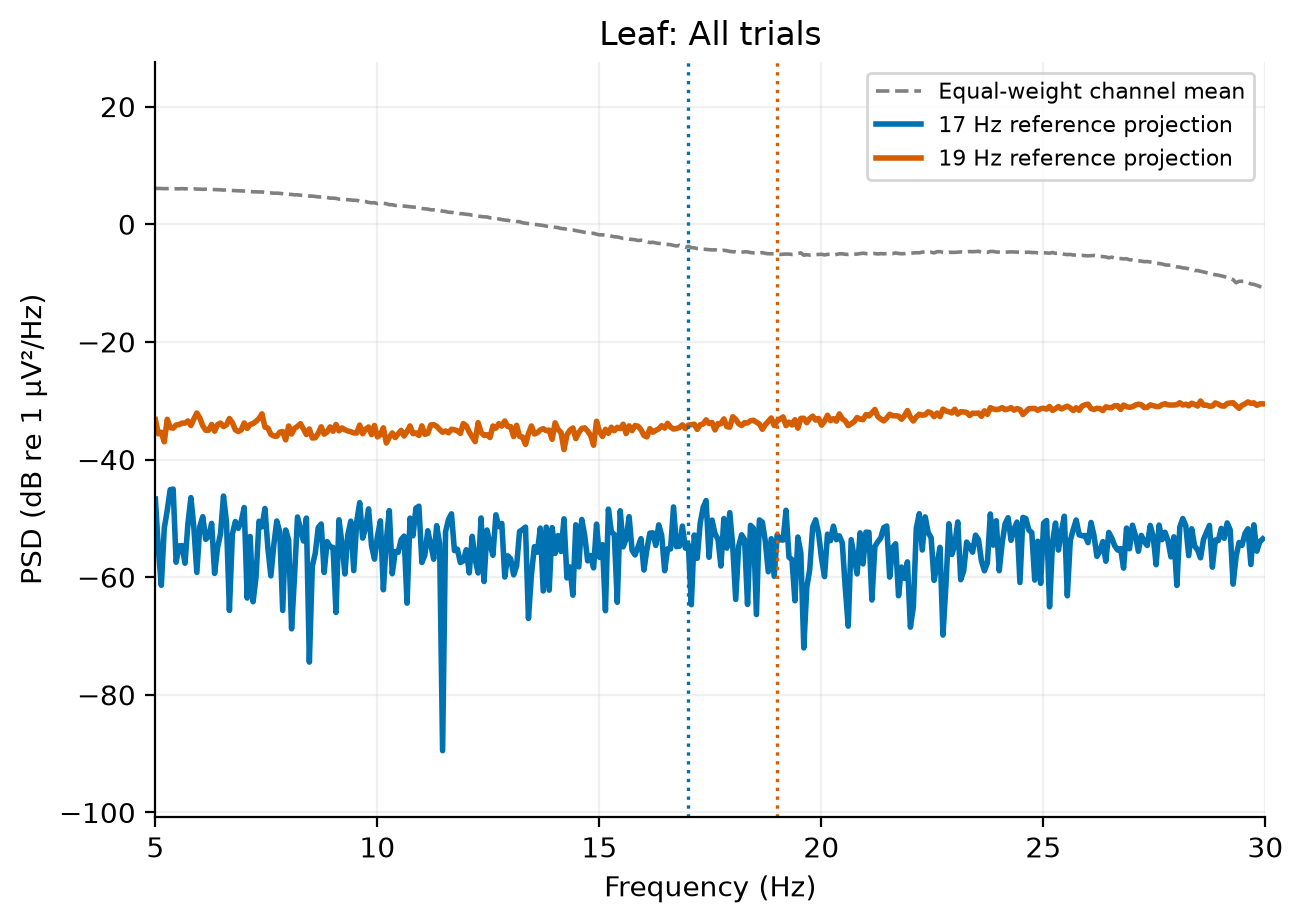 Leaf: All trials
Equal-weight channel mean
17 Hz reference projection
19 Hz reference projection
PSD (dB re 1 µV²/Hz)
20
0
−20
−40
−60
−80
−100
5
10
15
20
25
30
Frequency (Hz)